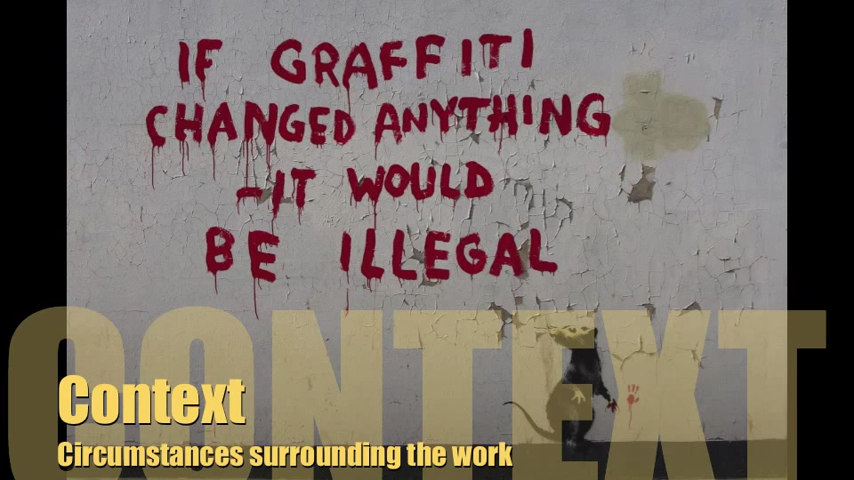 IF GRAFFITI
CHANGED ANYTHING
-IT WOULD
BE ILLEGAL
CONTEXT
Context
Circumstances surrounding the work